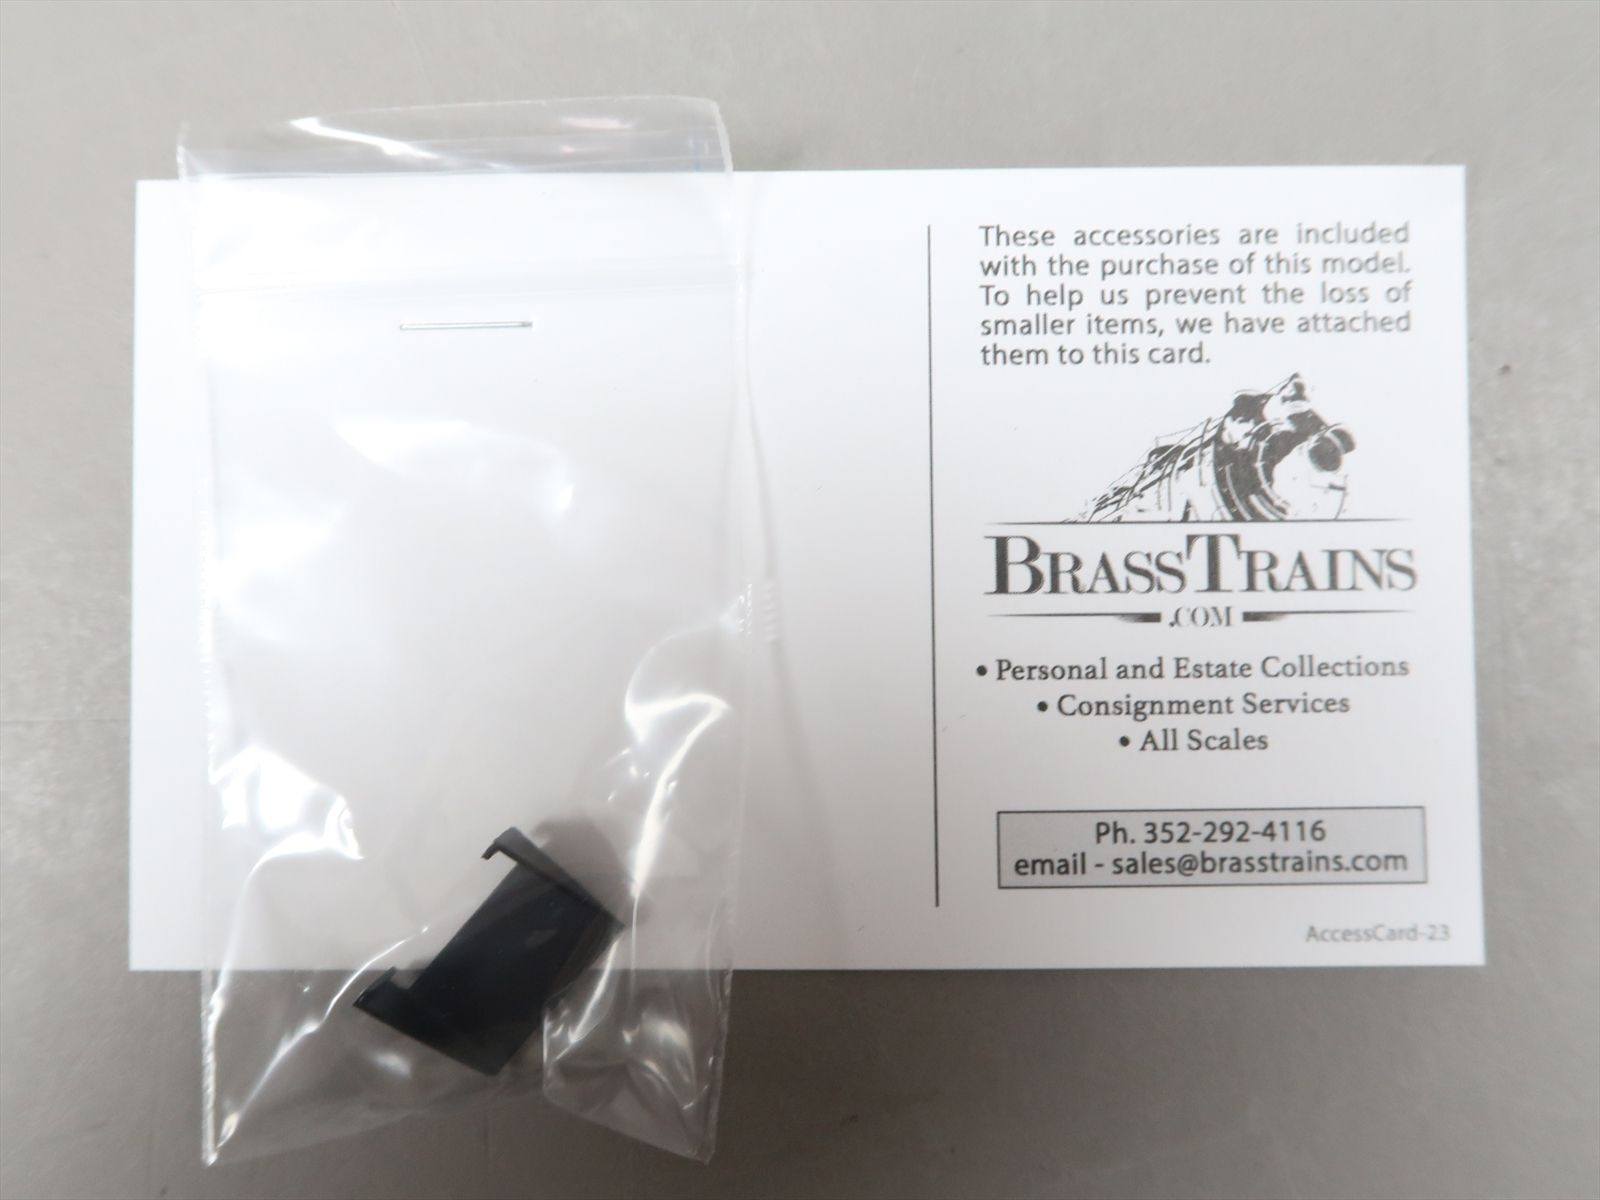 These accessories are included
with the purchase of this model.
To help us prevent the loss of
smaller items, we have attached
them to this card.
BRASSTRAINS
.COM
• Personal and Estate Collections
• Consignment Services
• All Scales
Ph. 352-292-4116
email - sales@brasstrains.com
AccessCard-23